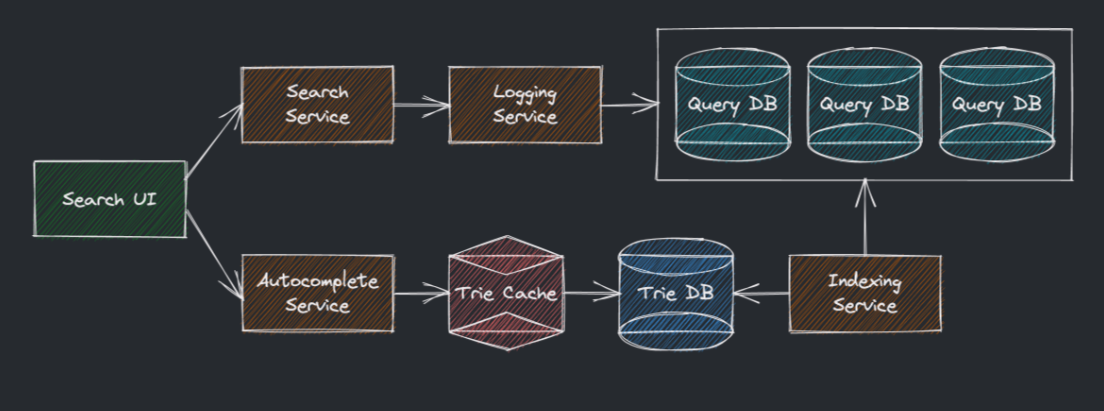 Search
Service
Logging
Service
Query DB
Query DB
Query DB
Search UI
Autocomplete
Service
Trie Cache
Trie DB
Indexing
Service